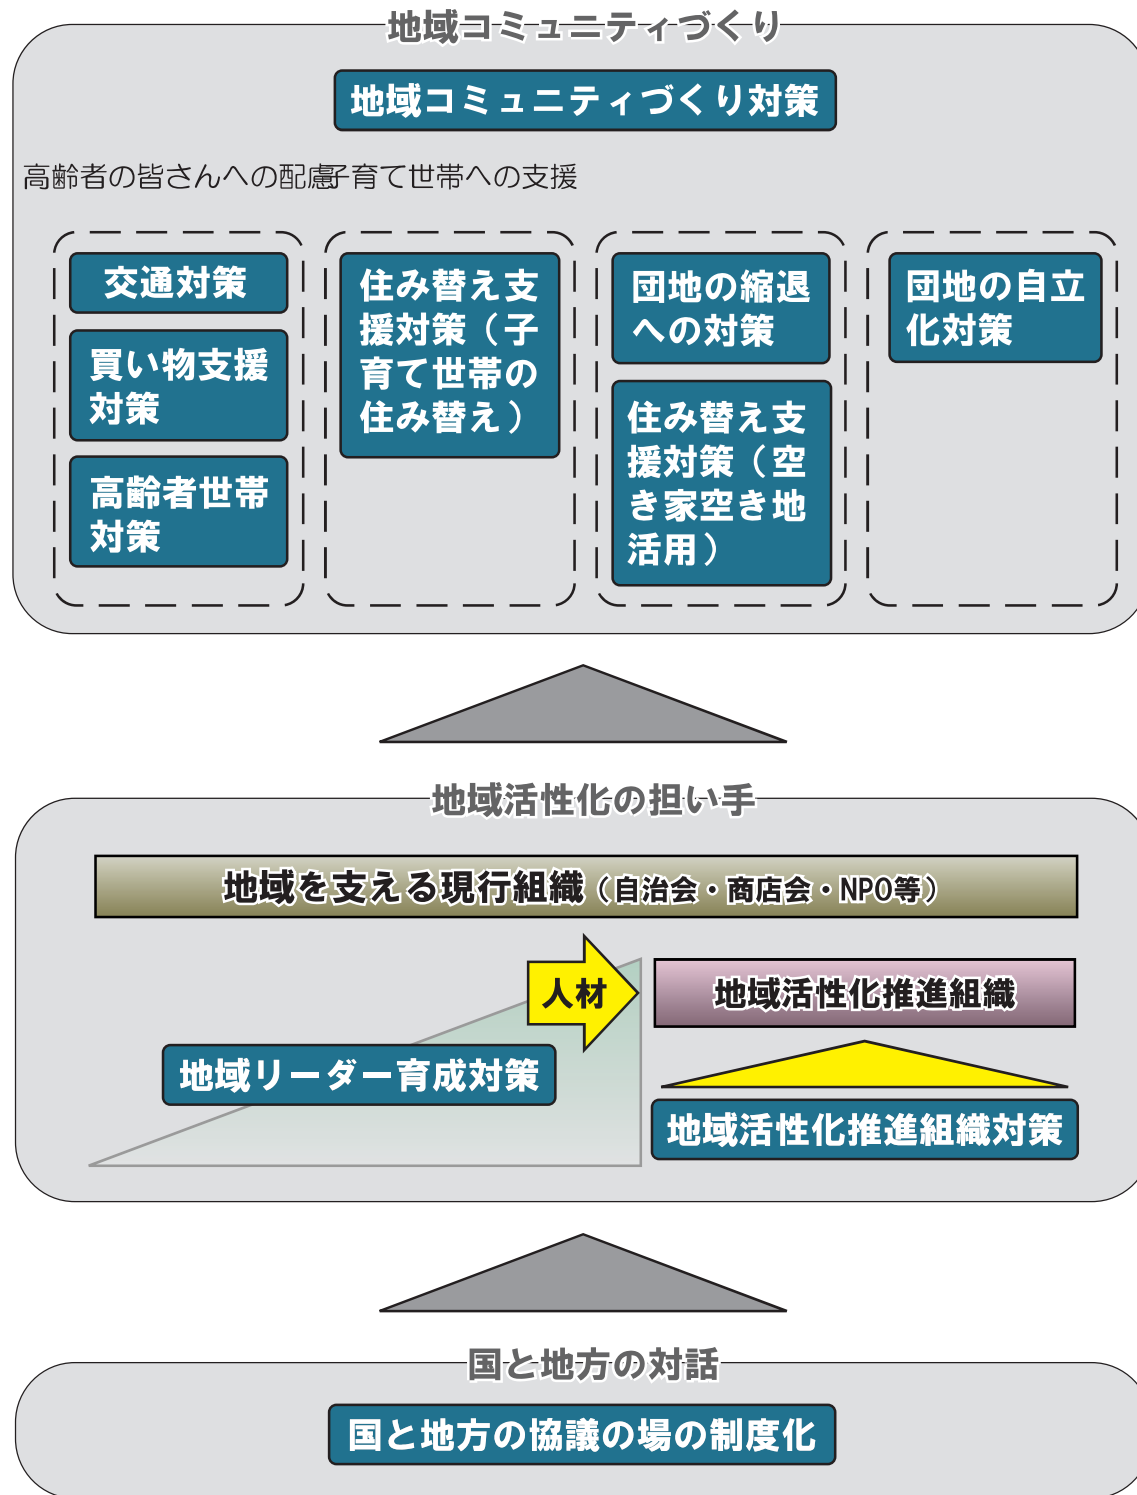 地域コミュニティづくり
地域コミュニティづくり対策
高齢者の皆さんへの配慮
子育て世帯への支援
交通対策
買い物支援
対策
高齢者世帯
対策
住み替え支
援対策（子
育て世帯の
住み替え）
団地の縮退
への対策
住み替え支
援対策（空
き家空き地
活用）
団地の自立
化対策
地域活性化の担い手
地域を支える現行組織（自治会・商店会・NPO等）
人材
地域活性化推進組織
地域リーダー育成対策
地域活性化推進組織対策
国と地方の対話
国と地方の協議の場の制度化